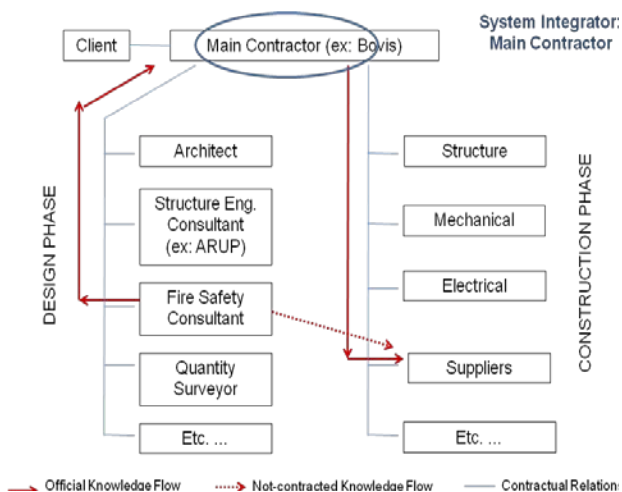 System Integrator:
Main Contractor
Client
Main Contractor (ex: Bovis)
DESIGN PHASE
Architect
Structure Eng.
Consultant
(ex: ARUP)
Fire Safety
Consultant
Quantity
Surveyor
Etc. ...
Structure
Mechanical
Electrical
Suppliers
Etc. ...
CONSTRUCTION PHASE
Official Knowledge Flow
Not-contracted Knowledge Flow
Contractual Relations